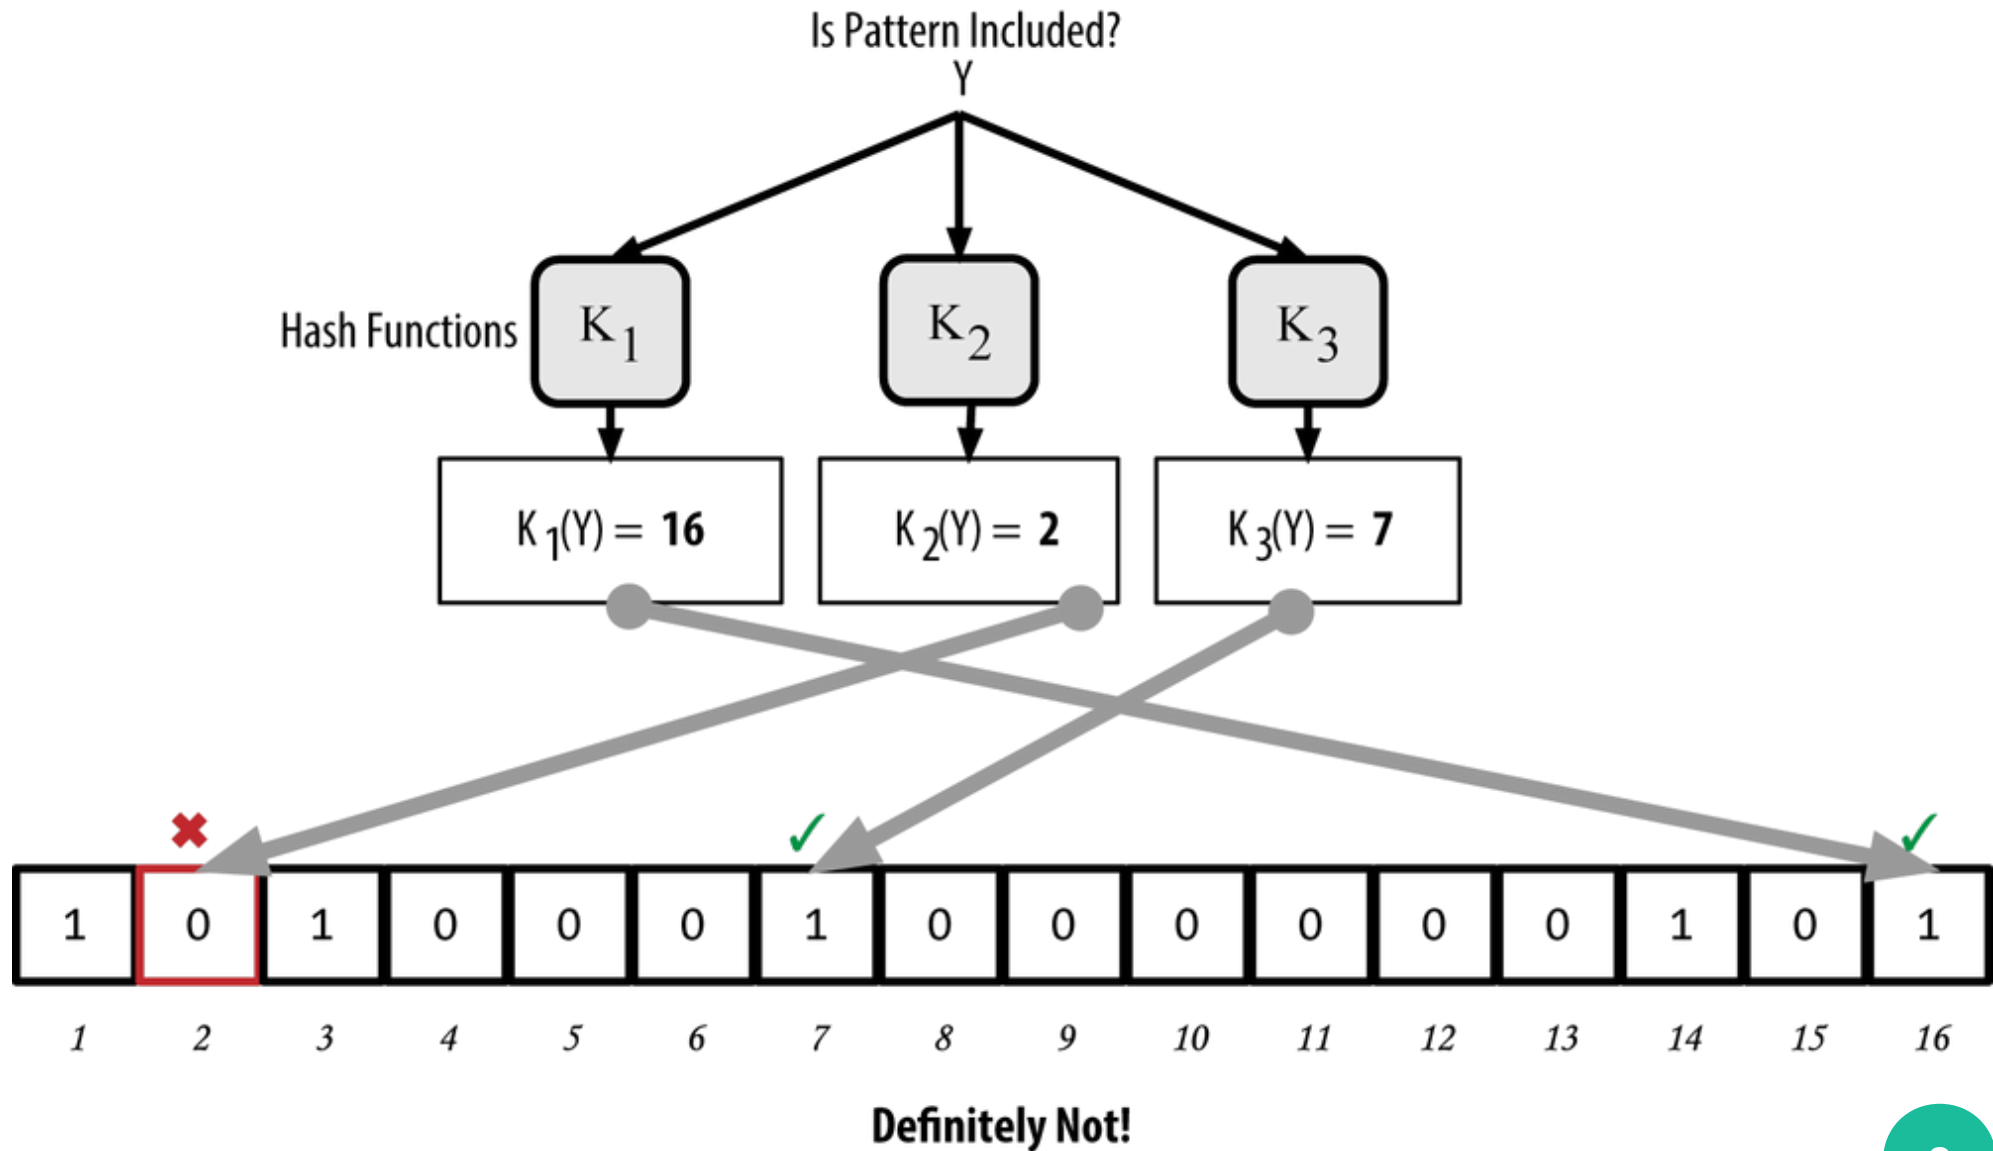 Is Pattern Included?
Y
Hash Functions K1 K2 K3
K1(Y) = 16 K2(Y) = 2 K3(Y) = 7
✖ ✓ ✓
1 0 1 0 0 0 1 0 0 0 0 0 0 1 0 1
1 2 3 4 5 6 7 8 9 10 11 12 13 14 15 16
Definitely Not!